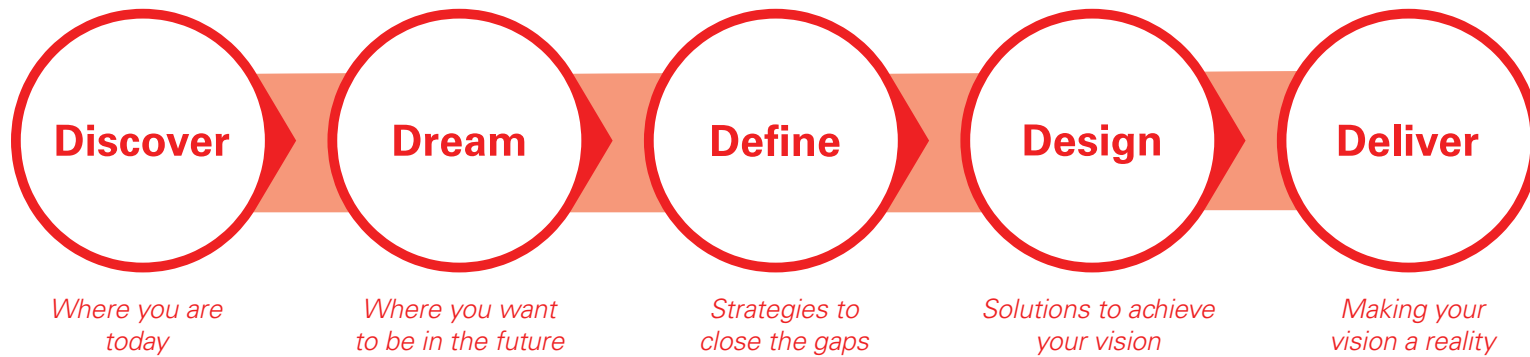 Discover
Dream
Define
Design
Deliver
Where you are
today
Where you want
to be in the future
Strategies to
close the gaps
Solutions to achieve
your vision
Making your
vision a reality